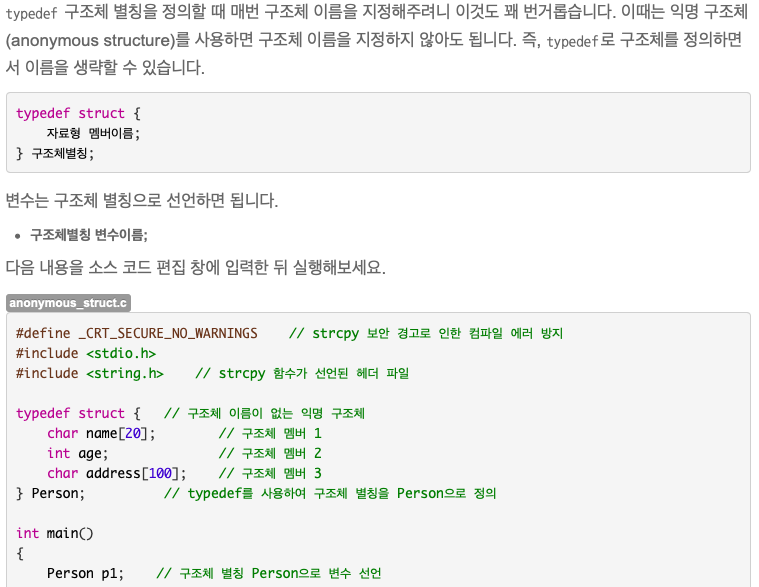 typedef 구조체 별칭을 정의할 때 매번 구조체 이름을 지정해주려니 이것도 꽤 번거롭습니다. 이때는 익명 구조체
(anonymous structure)를 사용하면 구조체 이름을 지정하지 않아도 됩니다. 즉, typedef로 구조체를 정의하면
서 이름을 생략할 수 있습니다.
typedef struct {
    자료형 멤버이름;
} 구조체별칭;
변수는 구조체 별칭으로 선언하면 됩니다.
• 구조체별칭 변수이름;
다음 내용을 소스 코드 편집 창에 입력한 뒤 실행해보세요.
anonymous_struct.c
#define _CRT_SECURE_NO_WARNINGS    // strcpy 보안 경고로 인한 컴파일 에러 방지
#include <stdio.h>
#include <string.h>    // strcpy 함수가 선언된 헤더 파일
typedef struct {   // 구조체 이름이 없는 익명 구조체
    char name[20];        // 구조체 멤버 1
    int age;              // 구조체 멤버 2
    char address[100];    // 구조체 멤버 3
} Person;          // typedef를 사용하여 구조체 별칭을 Person으로 정의
int main()
{
    Person p1;    // 구조체 별칭 Person으로 변수 선언